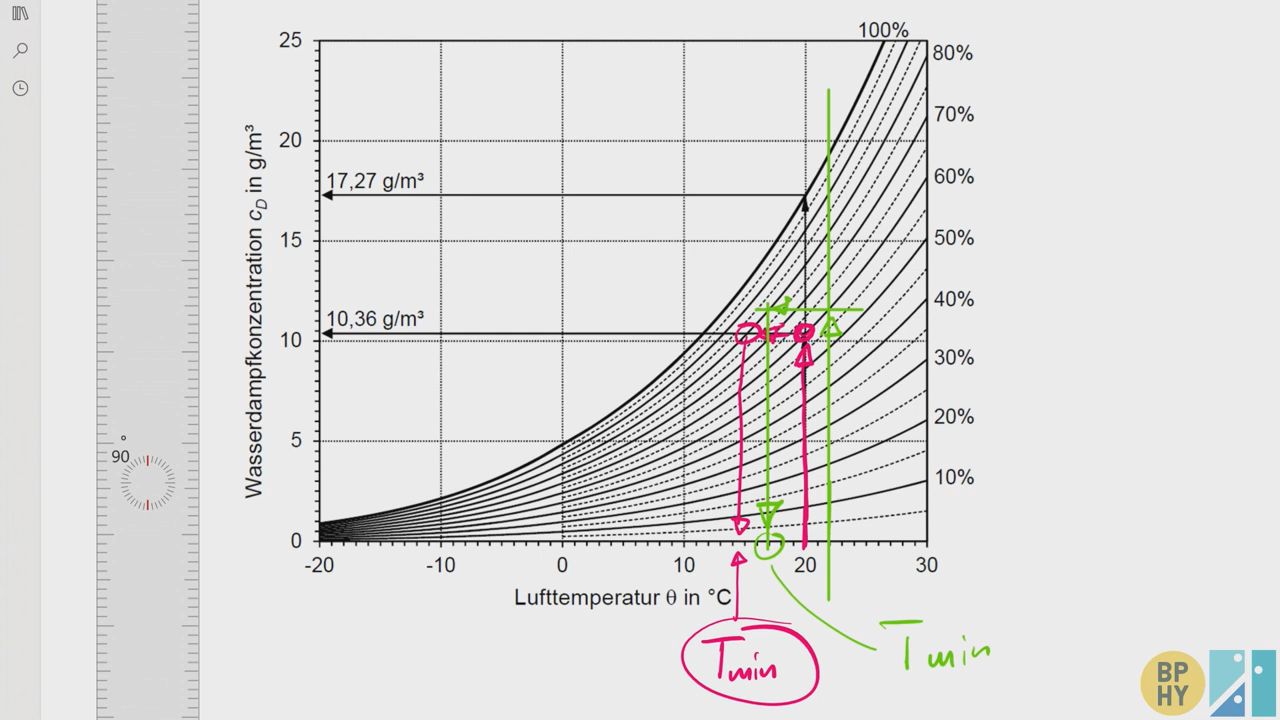 100%
25
80%
70%
20
17,27 g/m³
60%
15
50%
40%
10,36 g/m³
10
30%
20%
5
10%
0
-20
-10
0
10
20
30
Wasserdampfkonzentration c_D in g/m³
Lufttemperatur θ in °C
Tmin
Tmin
°
90
BP
HY